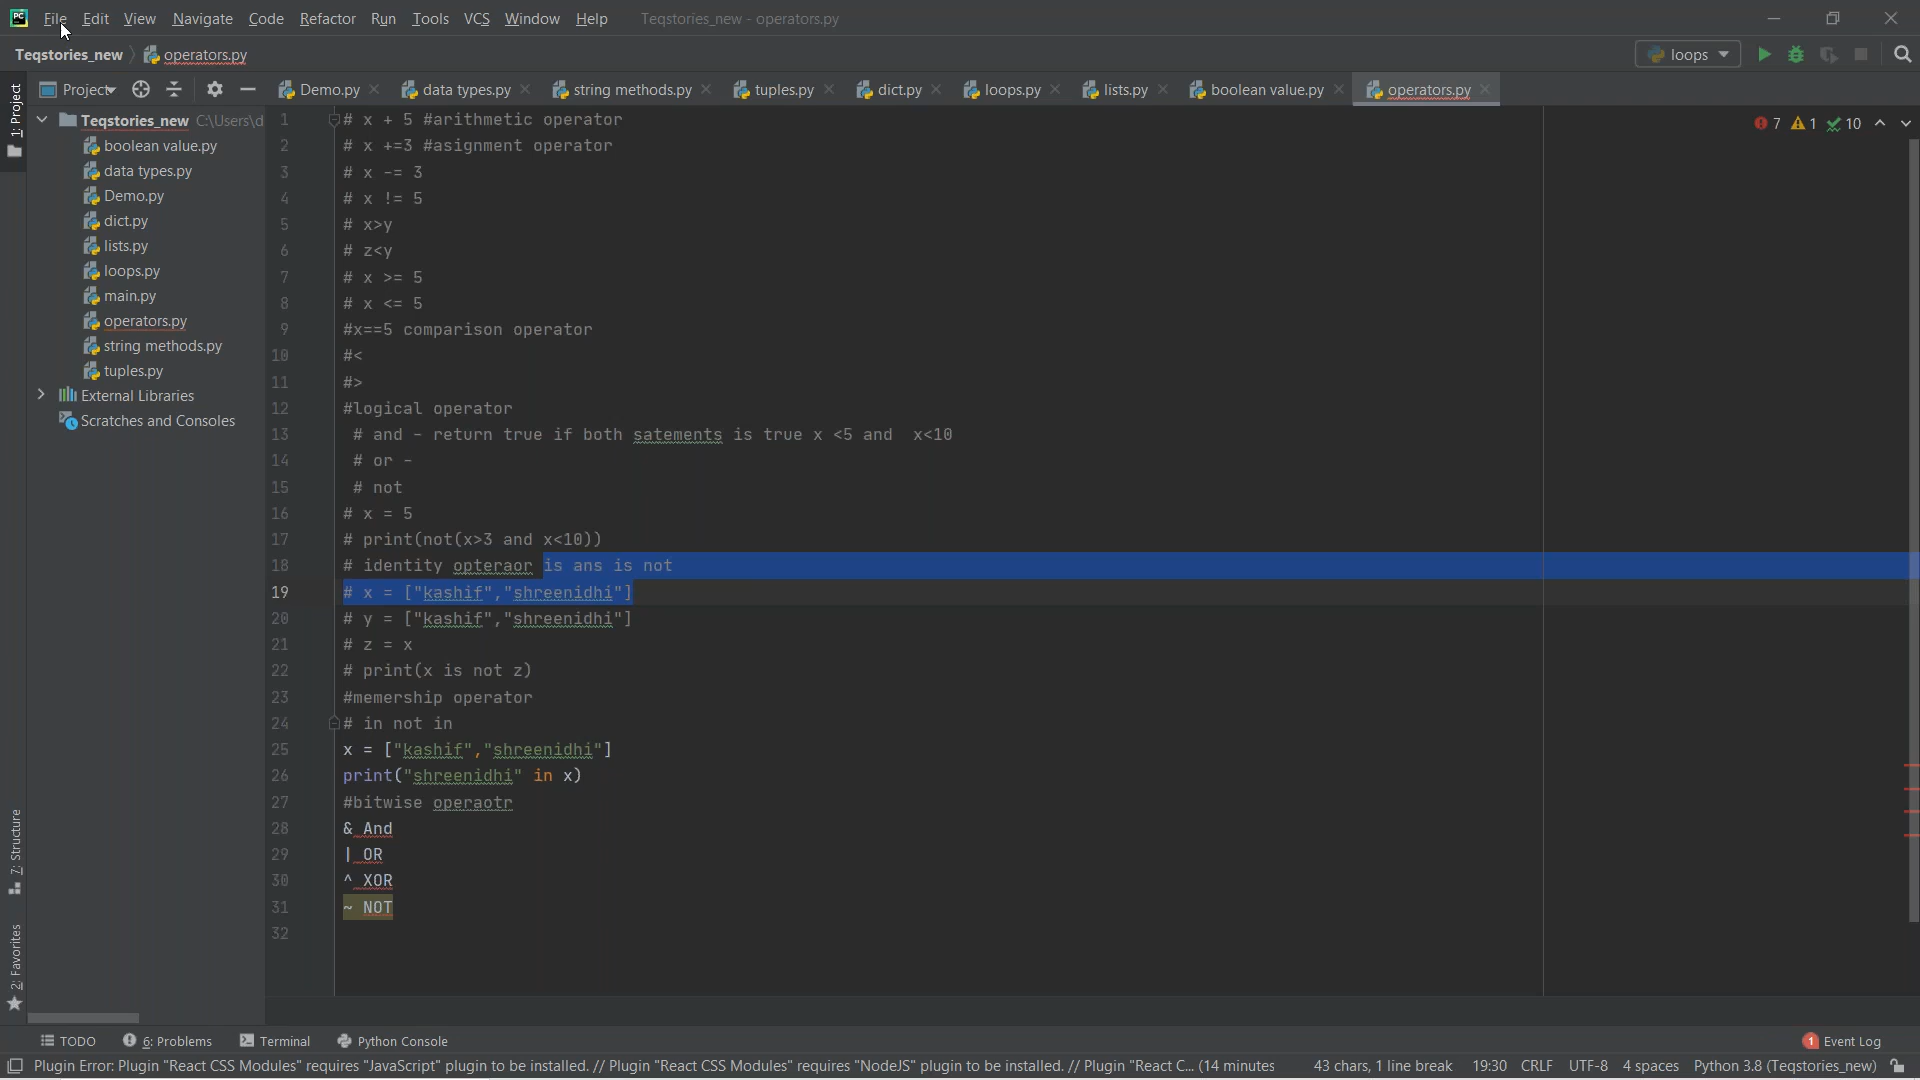 PC File Edit View Navigate Code Refactor Run Tools VCS Window Help Teqstories_new - operators.py
Teqstories_new operators.py loops
1: Project
Project Demo.py data types.py string methods.py tuples.py dict.py loops.py lists.py boolean value.py operators.py
Teqstories_new C:\Users\d
boolean value.py
data types.py
Demo.py
dict.py
lists.py
loops.py
main.py
operators.py
string methods.py
tuples.py
External Libraries
Scratches and Consoles
7 1 10
1 # x + 5 #arithmetic operator
2 # x +=3 #asignment operator
3 # x -= 3
4 # x != 5
5 # x>y
6 # z<y
7 # x >= 5
8 # x <= 5
9 #x==5 comparison operator
10 #<
11 #>
12 #logical operator
13 # and - return true if both satements is true x <5 and  x<10
14 # or -
15 # not
16 # x = 5
17 # print(not(x>3 and x<10))
18 # identity opteraor is ans is not
19 # x = ["kashif","shreenidhi"]
20 # y = ["kashif","shreenidhi"]
21 # z = x
22 # print(x is not z)
23 #memership operator
24 # in not in
25 x = ["kashif","shreenidhi"]
26 print("shreenidhi" in x)
27 #bitwise operaotr
28 & And
29 | OR
30 ^ XOR
31 ~ NOT
32
7: Structure
2: Favorites
TODO 6: Problems Terminal Python Console 1 Event Log
Plugin Error: Plugin "React CSS Modules" requires "JavaScript" plugin to be installed. // Plugin "React CSS Modules" requires "NodeJS" plugin to be installed. // Plugin "React C... (14 minutes 43 chars, 1 line break 19:30 CRLF UTF-8 4 spaces Python 3.8 (Teqstories_new)